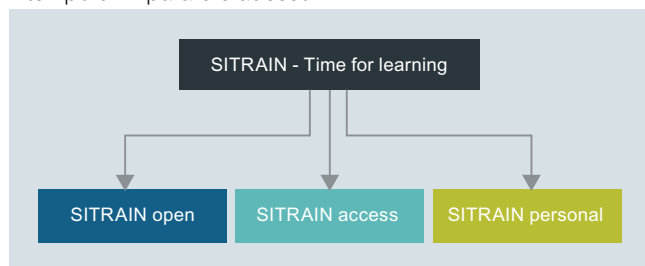 SITRAIN - Time for learning
SITRAIN open
SITRAIN access
SITRAIN personal